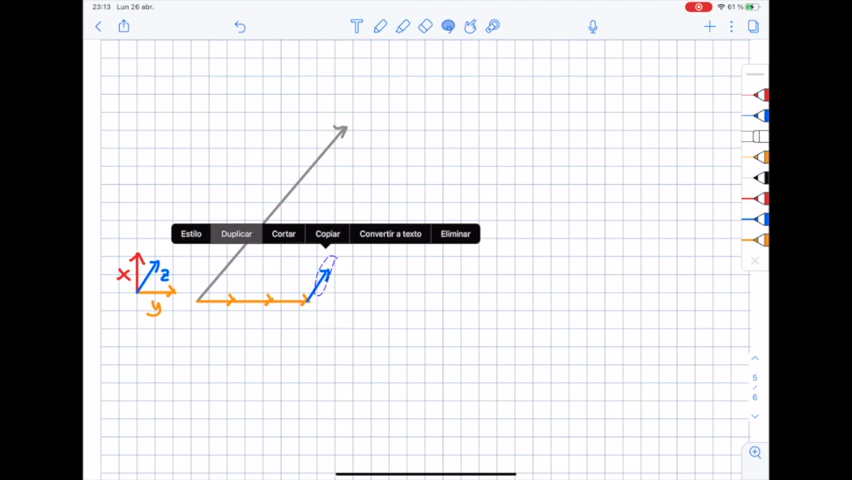 23:13 Lun 26 abr.
61 %
T
Estilo Duplicar Cortar Copiar Convertir a texto Eliminar
x z
y
5
/
6